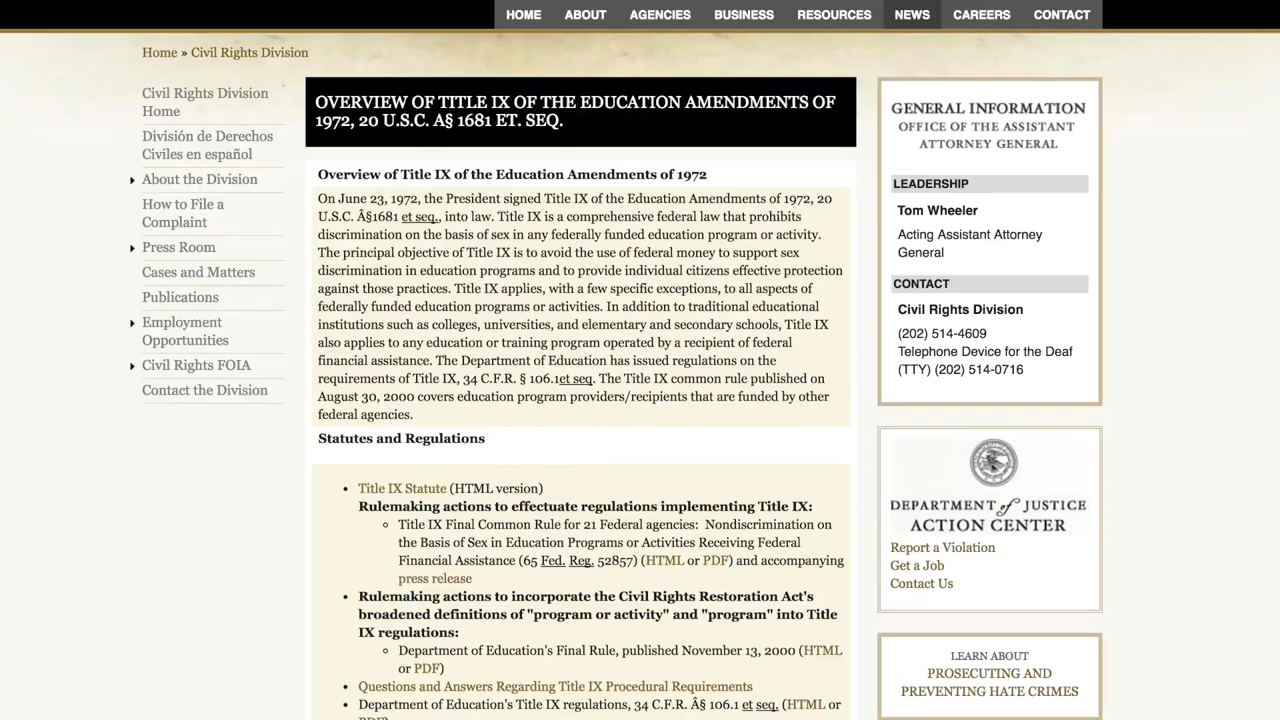 HOME ABOUT AGENCIES BUSINESS RESOURCES NEWS CAREERS CONTACT
Home » Civil Rights Division
Civil Rights Division
Home
División de Derechos
Civiles en español
About the Division
How to File a
Complaint
Press Room
Cases and Matters
Publications
Employment
Opportunities
Civil Rights FOIA
Contact the Division
OVERVIEW OF TITLE IX OF THE EDUCATION AMENDMENTS OF
1972, 20 U.S.C. A§ 1681 ET. SEQ.
Overview of Title IX of the Education Amendments of 1972
On June 23, 1972, the President signed Title IX of the Education Amendments of 1972, 20
U.S.C. Â§1681 et seq., into law. Title IX is a comprehensive federal law that prohibits
discrimination on the basis of sex in any federally funded education program or activity.
The principal objective of Title IX is to avoid the use of federal money to support sex
discrimination in education programs and to provide individual citizens effective protection
against those practices. Title IX applies, with a few specific exceptions, to all aspects of
federally funded education programs or activities. In addition to traditional educational
institutions such as colleges, universities, and elementary and secondary schools, Title IX
also applies to any education or training program operated by a recipient of federal
financial assistance. The Department of Education has issued regulations on the
requirements of Title IX, 34 C.F.R. § 106.1et seq. The Title IX common rule published on
August 30, 2000 covers education program providers/recipients that are funded by other
federal agencies.
Statutes and Regulations
Title IX Statute (HTML version)
Rulemaking actions to effectuate regulations implementing Title IX:
Title IX Final Common Rule for 21 Federal agencies: Nondiscrimination on
the Basis of Sex in Education Programs or Activities Receiving Federal
Financial Assistance (65 Fed. Reg. 52857) (HTML or PDF) and accompanying
press release
Rulemaking actions to incorporate the Civil Rights Restoration Act's
broadened definitions of "program or activity" and "program" into Title
IX regulations:
Department of Education's Final Rule, published November 13, 2000 (HTML
or PDF)
Questions and Answers Regarding Title IX Procedural Requirements
Department of Education's Title IX regulations, 34 C.F.R. Â§ 106.1 et seq. (HTML or
PDF)
GENERAL INFORMATION
OFFICE OF THE ASSISTANT
ATTORNEY GENERAL
LEADERSHIP
Tom Wheeler
Acting Assistant Attorney
General
CONTACT
Civil Rights Division
(202) 514-4609
Telephone Device for the Deaf
(TTY) (202) 514-0716
DEPARTMENT of JUSTICE
ACTION CENTER
Report a Violation
Get a Job
Contact Us
LEARN ABOUT
PROSECUTING AND
PREVENTING HATE CRIMES